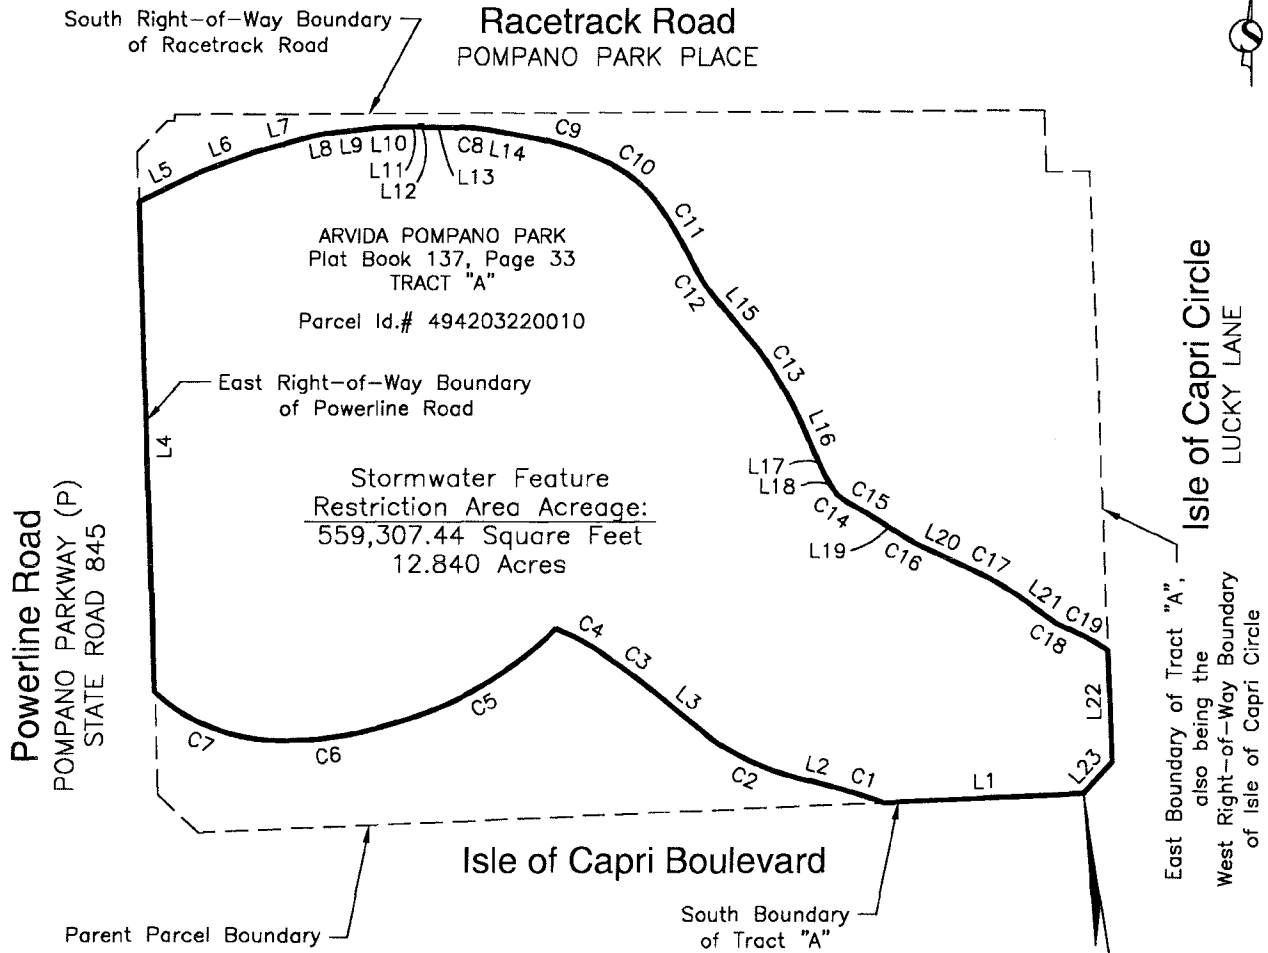 South Right-of-Way Boundary
of Racetrack Road
Racetrack Road
POMPANO PARK PLACE
L5
L6
L7
L8
L9
L10
L11
L12
L13
C8
L14
C9
C10
C11
C12
L15
C13
L16
L17
L18
C14
C15
L19
C16
L20
C17
L21
C18
C19
L22
L23
L1
C1
L2
C2
L3
C3
C4
C5
C6
C7
L4
ARVIDA POMPANO PARK
Plat Book 137, Page 33
TRACT "A"
Parcel Id.# 494203220010
East Right-of-Way Boundary
of Powerline Road
Stormwater Feature
Restriction Area Acreage:
559,307.44 Square Feet
12.840 Acres
Powerline Road
POMPANO PARKWAY (P)
STATE ROAD 845
Isle of Capri Circle
LUCKY LANE
East Boundary of Tract "A",
also being the
West Right-of-Way Boundary
of Isle of Capri Circle
Isle of Capri Boulevard
South Boundary
of Tract "A"
Parent Parcel Boundary